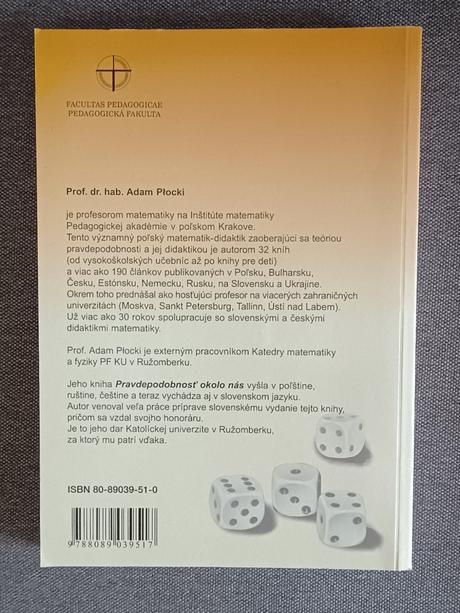 FACULTAS PEDAGOGICAE
PEDAGOGICKÁ FAKULTA
Prof. dr. hab. Adam Płocki
je profesorom matematiky na Inštitúte matematiky
Pedagogickej akadémie v poľskom Krakove.
Tento významný poľský matematik-didaktik zaoberajúci sa teóriou
pravdepodobnosti a jej didaktikou je autorom 32 kníh
(od vysokoškolských učebníc až po knihy pre deti)
a viac ako 190 článkov publikovaných v Poľsku, Bulharsku,
Česku, Estónsku, Nemecku, Rusku, na Slovensku a Ukrajine.
Okrem toho prednášal ako hosťujúci profesor na viacerých zahraničných
univerzitách (Moskva, Sankt Petersburg, Tallinn, Ústí nad Labem).
Už viac ako 30 rokov spolupracuje so slovenskými a českými
didaktikmi matematiky.
Prof. Adam Płocki je externým pracovníkom Katedry matematiky
a fyziky PF KU v Ružomberku.
Jeho kniha Pravdepodobnosť okolo nás vyšla v poľštine,
ruštine, češtine a teraz vychádza aj v slovenskom jazyku.
Autor venoval veľa práce príprave slovenskému vydanie tejto knihy,
pričom sa vzdal svojho honoráru.
Je to jeho dar Katolíckej univerzite v Ružomberku,
za ktorý mu patrí vďaka.
ISBN 80-89039-51-0
9788089039517